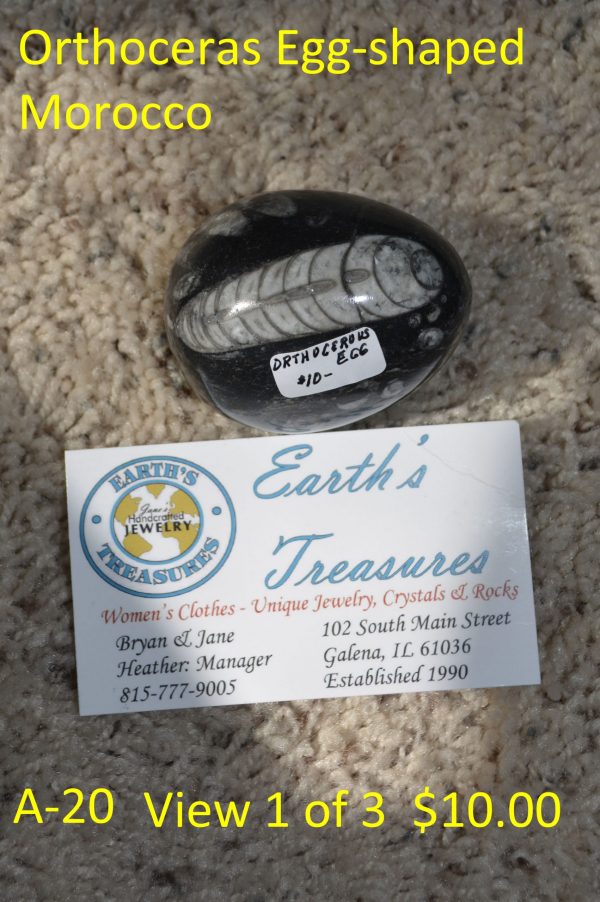 Orthoceras Egg-shaped
Morocco
ORTHOCEROUS
EGG
$10-
EARTH'S
Jane's
Handcrafted
JEWELRY
TREASURES
Earth's
Treasures
Women's Clothes - Unique Jewelry, Crystals & Rocks
Bryan & Jane
Heather: Manager
815-777-9005
102 South Main Street
Galena, IL 61036
Established 1990
A-20 View 1 of 3 $10.00